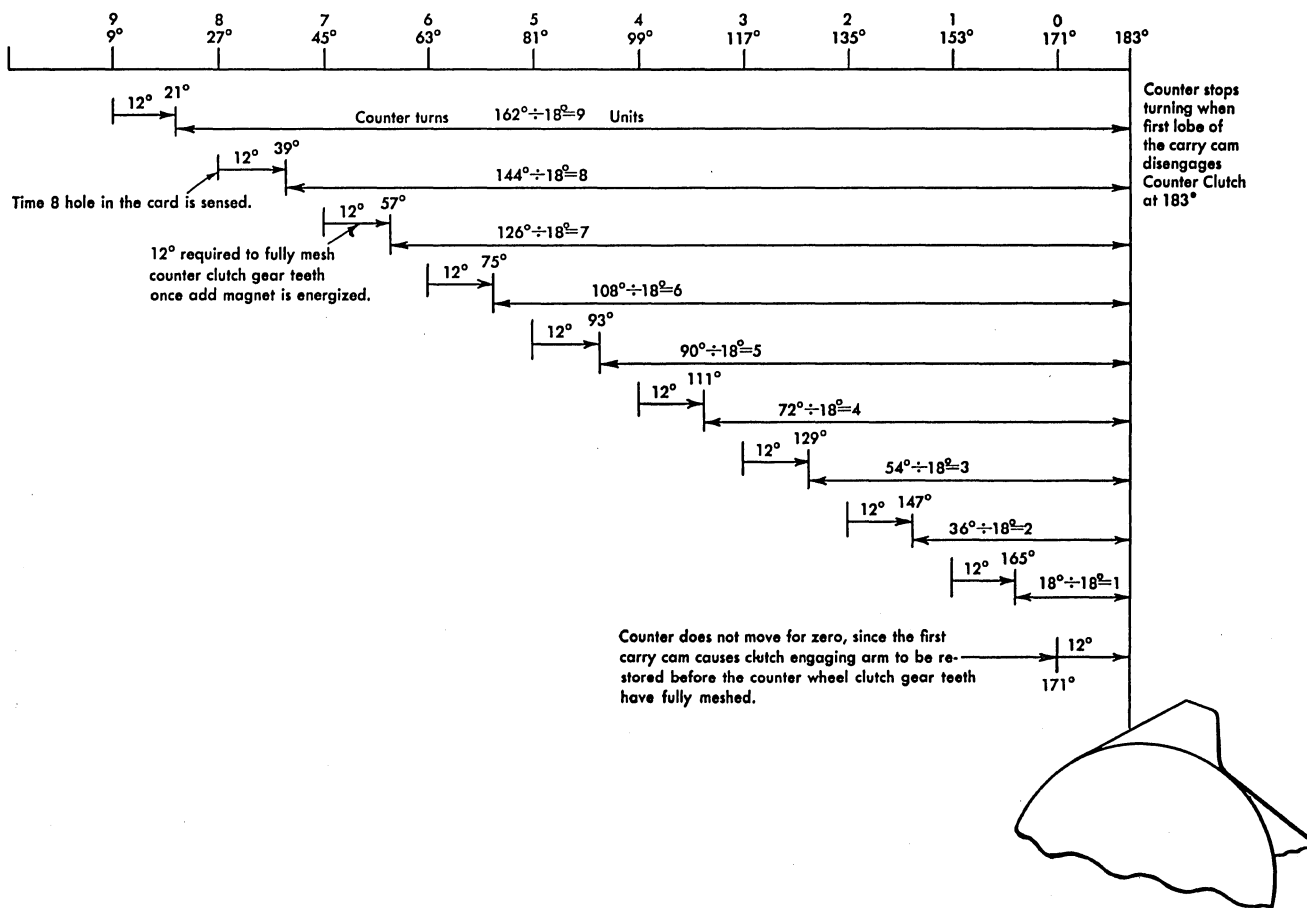 9 8 7 6 5 4 3 2 1 0
9° 27° 45° 63° 81° 99° 117° 135° 153° 171° 183°
12° 21°
Counter turns 162°÷18°=9 Units
Counter stops
turning when
first lobe of
the carry cam
disengages
Counter Clutch
at 183°
12° 39°
144°÷18°=8
Time 8 hole in the card is sensed.
12° 57°
126°÷18°=7
12° required to fully mesh
counter clutch gear teeth
once add magnet is energized.
12° 75°
108°÷18°=6
12° 93°
90°÷18°=5
12° 111°
72°÷18°=4
12° 129°
54°÷18°=3
12° 147°
36°÷18°=2
12° 165°
18°÷18°=1
Counter does not move for zero, since the first
carry cam causes clutch engaging arm to be re-
stored before the counter wheel clutch gear teeth
have fully meshed.
12°
171°